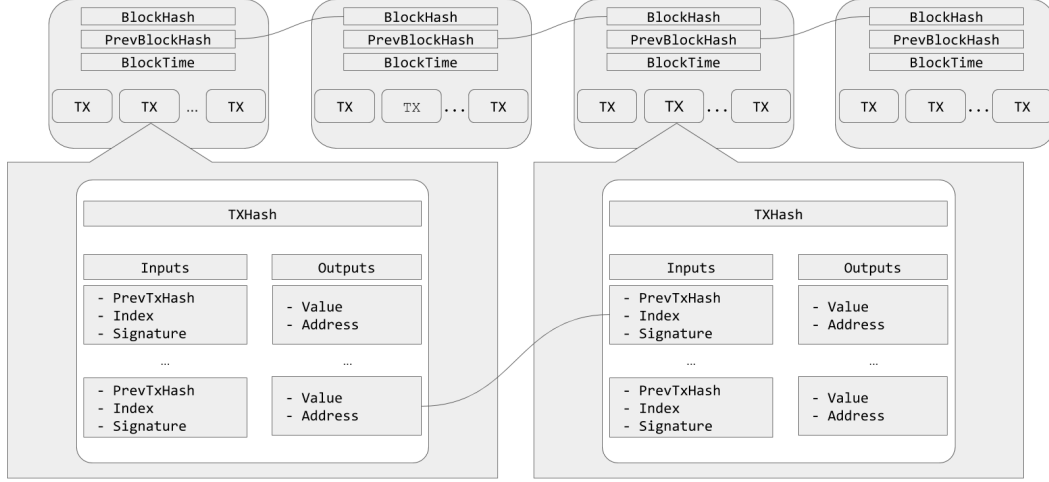 BlockHash
PrevBlockHash
BlockTime
TX TX ... TX
BlockHash
PrevBlockHash
BlockTime
TX TX ... TX
BlockHash
PrevBlockHash
BlockTime
TX TX ... TX
BlockHash
PrevBlockHash
BlockTime
TX TX ... TX
TXHash
Inputs
- PrevTxHash
- Index
- Signature
...
- PrevTxHash
- Index
- Signature
Outputs
- Value
- Address
...
- Value
- Address
TXHash
Inputs
- PrevTxHash
- Index
- Signature
...
- PrevTxHash
- Index
- Signature
Outputs
- Value
- Address
...
- Value
- Address